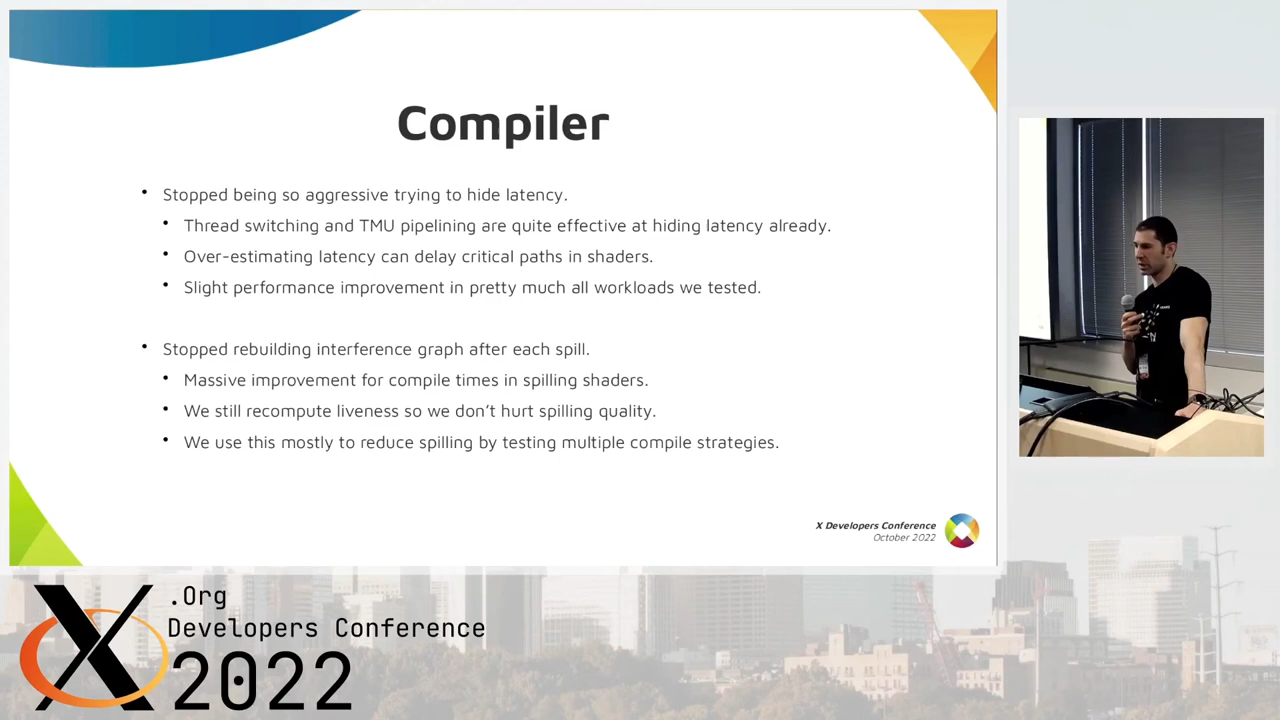 Compiler
Stopped being so aggressive trying to hide latency.
Thread switching and TMU pipelining are quite effective at hiding latency already.
Over-estimating latency can delay critical paths in shaders.
Slight performance improvement in pretty much all workloads we tested.
Stopped rebuilding interference graph after each spill.
Massive improvement for compile times in spilling shaders.
We still recompute liveness so we don’t hurt spilling quality.
We use this mostly to reduce spilling by testing multiple compile strategies.
X Developers Conference
October 2022
X.Org
Developers Conference
2022